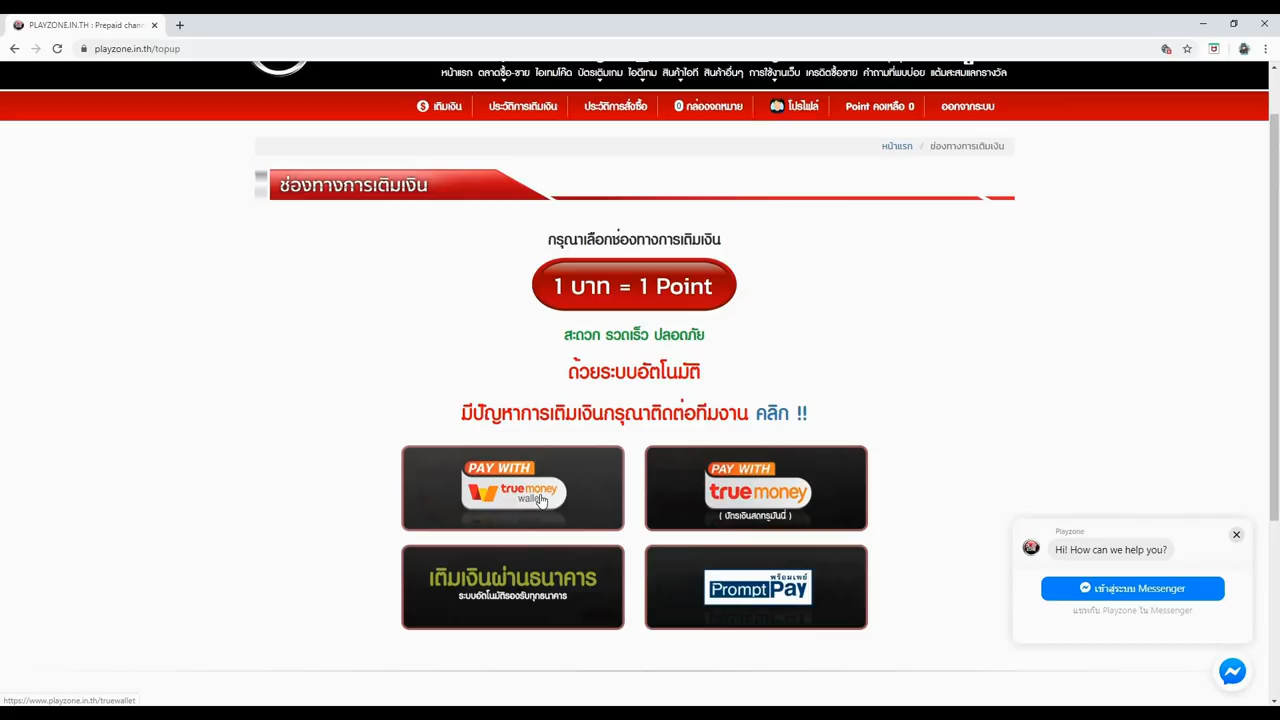 PLAYZONE.IN.TH : Prepaid chan
playzone.in.th/topup
หน้าแรก ตลาดซื้อ-ขาย ไอเทมโค๊ด บัตรเติมเกม ไอดีเกม สินค้าไอที สินค้าอื่นๆ การใช้งานเว็บ เครดิตซื้อขาย คำถามที่พบบ่อย แต้มสะสมแลกรางวัล
เติมเงิน ประวัติการเติมเงิน ประวัติการสั่งซื้อ 0 กล่องจดหมาย โปรไฟล์ Point คงเหลือ 0 ออกจากระบบ
หน้าแรก / ช่องทางการเติมเงิน
ช่องทางการเติมเงิน
กรุณาเลือกช่องทางการเติมเงิน
1 บาท = 1 Point
สะดวก รวดเร็ว ปลอดภัย
ด้วยระบบอัตโนมัติ
มีปัญหาการเติมเงินกรุณาติดต่อทีมงาน คลิก !!
PAY WITH
truemoney
wallet
PAY WITH
truemoney
( บัตรเงินสดทรูมันนี่ )
เติมเงินผ่านธนาคาร
ระบบอัตโนมัติรองรับทุกธนาคาร
พร้อมเพย์
PromptPay
Playzone
Hi! How can we help you?
เข้าสู่ระบบ Messenger
แชทกับ Playzone ใน Messenger
https://www.playzone.in.th/truewallet